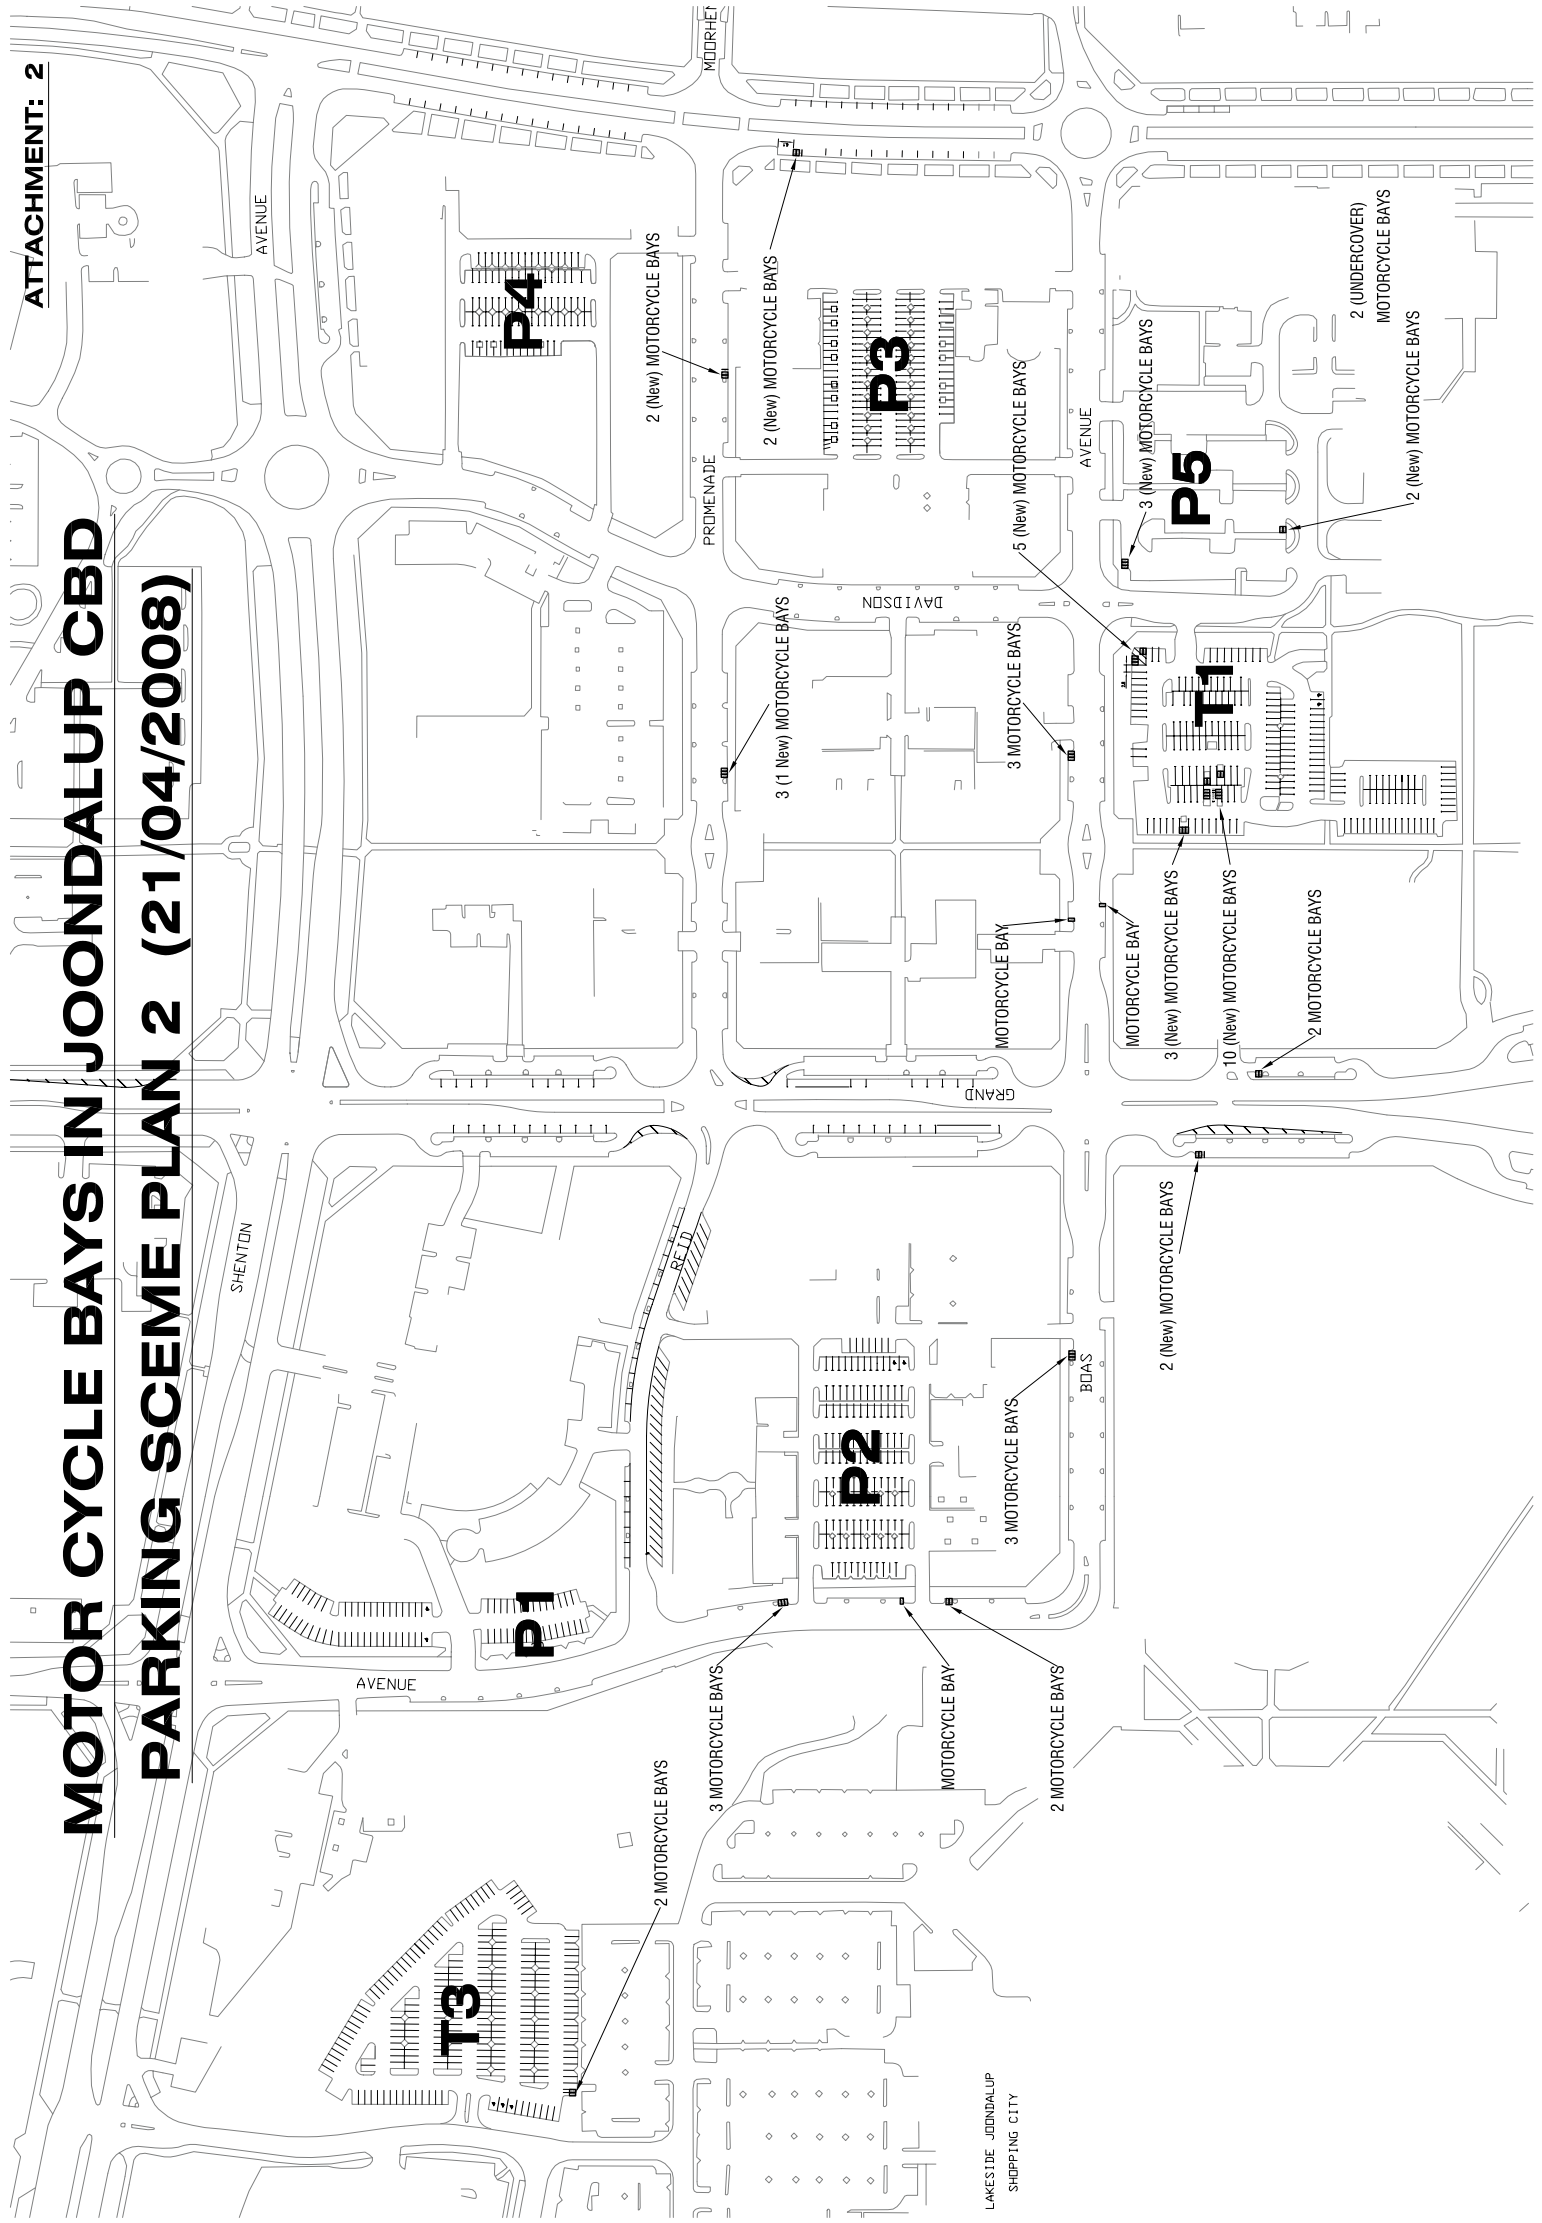 ATTACHMENT: 2
MOTOR CYCLE BAYS IN JOONDALUP CBD
PARKING SCEME PLAN 2 (21/04/2008)
AVENUE
SHENTON
AVENUE
MOORHEN
P4
2 (New) MOTORCYCLE BAYS
PROMENADE
2 (New) MOTORCYCLE BAYS
P3
5 (New) MOTORCYCLE BAYS
AVENUE
3 (New) MOTORCYCLE BAYS
P5
2 (UNDERCOVER)
MOTORCYCLE BAYS
2 (New) MOTORCYCLE BAYS
DAVIDSON
3 (1 New) MOTORCYCLE BAYS
3 MOTORCYCLE BAYS
T1
MOTORCYCLE BAY
MOTORCYCLE BAY
3 (New) MOTORCYCLE BAYS
10 (New) MOTORCYCLE BAYS
2 MOTORCYCLE BAYS
GRAND
REID
2 (New) MOTORCYCLE BAYS
BOAS
3 MOTORCYCLE BAYS
P2
P1
3 MOTORCYCLE BAYS
MOTORCYCLE BAY
2 MOTORCYCLE BAYS
2 MOTORCYCLE BAYS
T3
LAKESIDE JOONDALUP
SHOPPING CITY